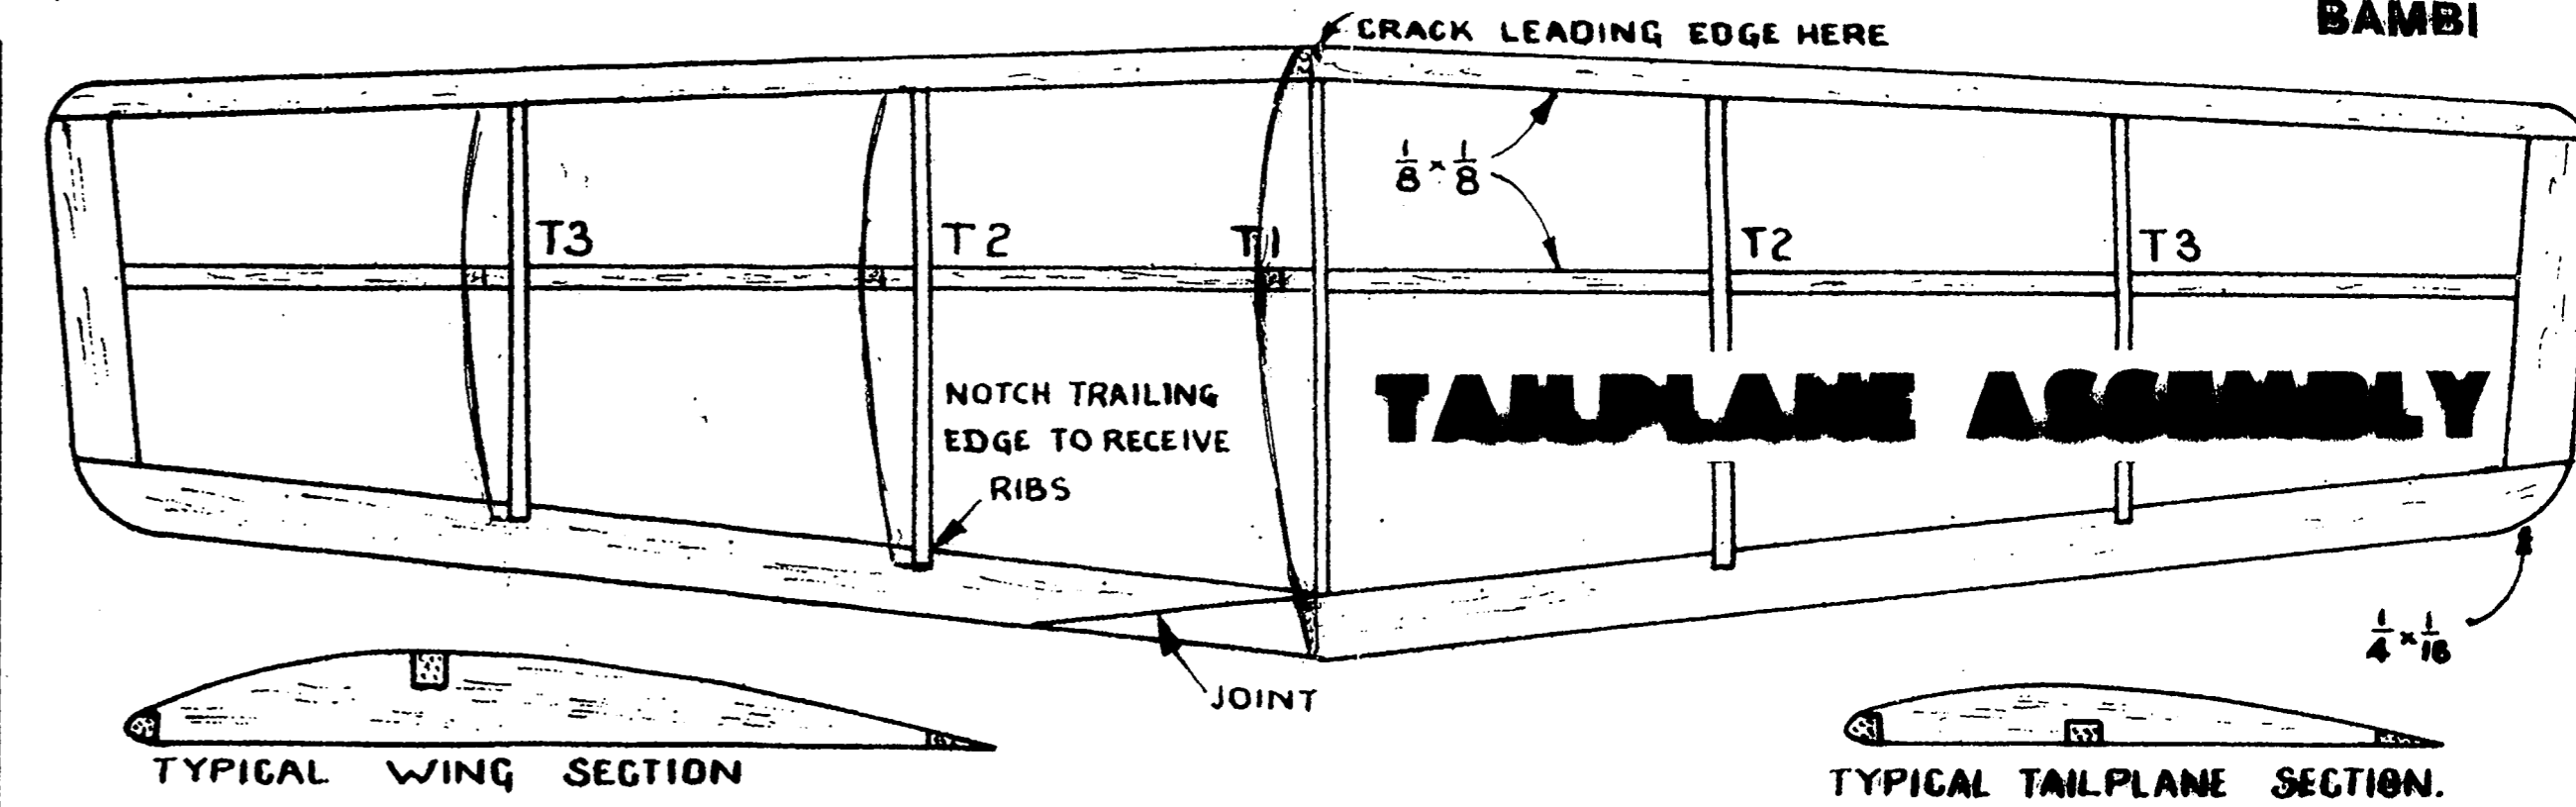 BAMBI
CRACK LEADING EDGE HERE
1/8 × 1/8
T3
T2
T1
T2
T3
NOTCH TRAILING
EDGE TO RECEIVE
RIBS
TAILPLANE ASSEMBLY
1/4 × 1/16
JOINT
TYPICAL WING SECTION
TYPICAL TAILPLANE SECTION.